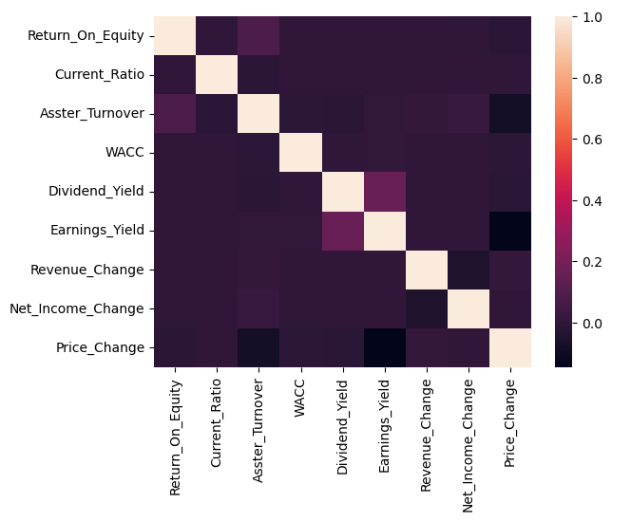 Return_On_Equity
Current_Ratio
Asster_Turnover
WACC
Dividend_Yield
Earnings_Yield
Revenue_Change
Net_Income_Change
Price_Change
1.0
0.8
0.6
0.4
0.2
0.0
Return_On_Equity
Current_Ratio
Asster_Turnover
WACC
Dividend_Yield
Earnings_Yield
Revenue_Change
Net_Income_Change
Price_Change